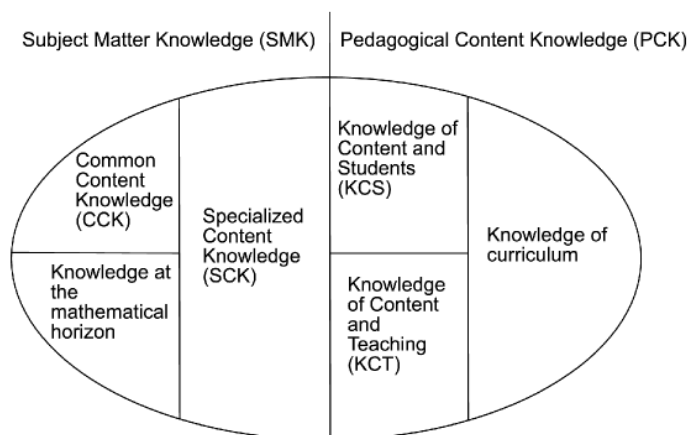 Subject Matter Knowledge (SMK)
Pedagogical Content Knowledge (PCK)
Common
Content
Knowledge
(CCK)
Knowledge at
the
mathematical
horizon
Specialized
Content
Knowledge
(SCK)
Knowledge of
Content and
Students
(KCS)
Knowledge
of Content
and
Teaching
(KCT)
Knowledge of
curriculum